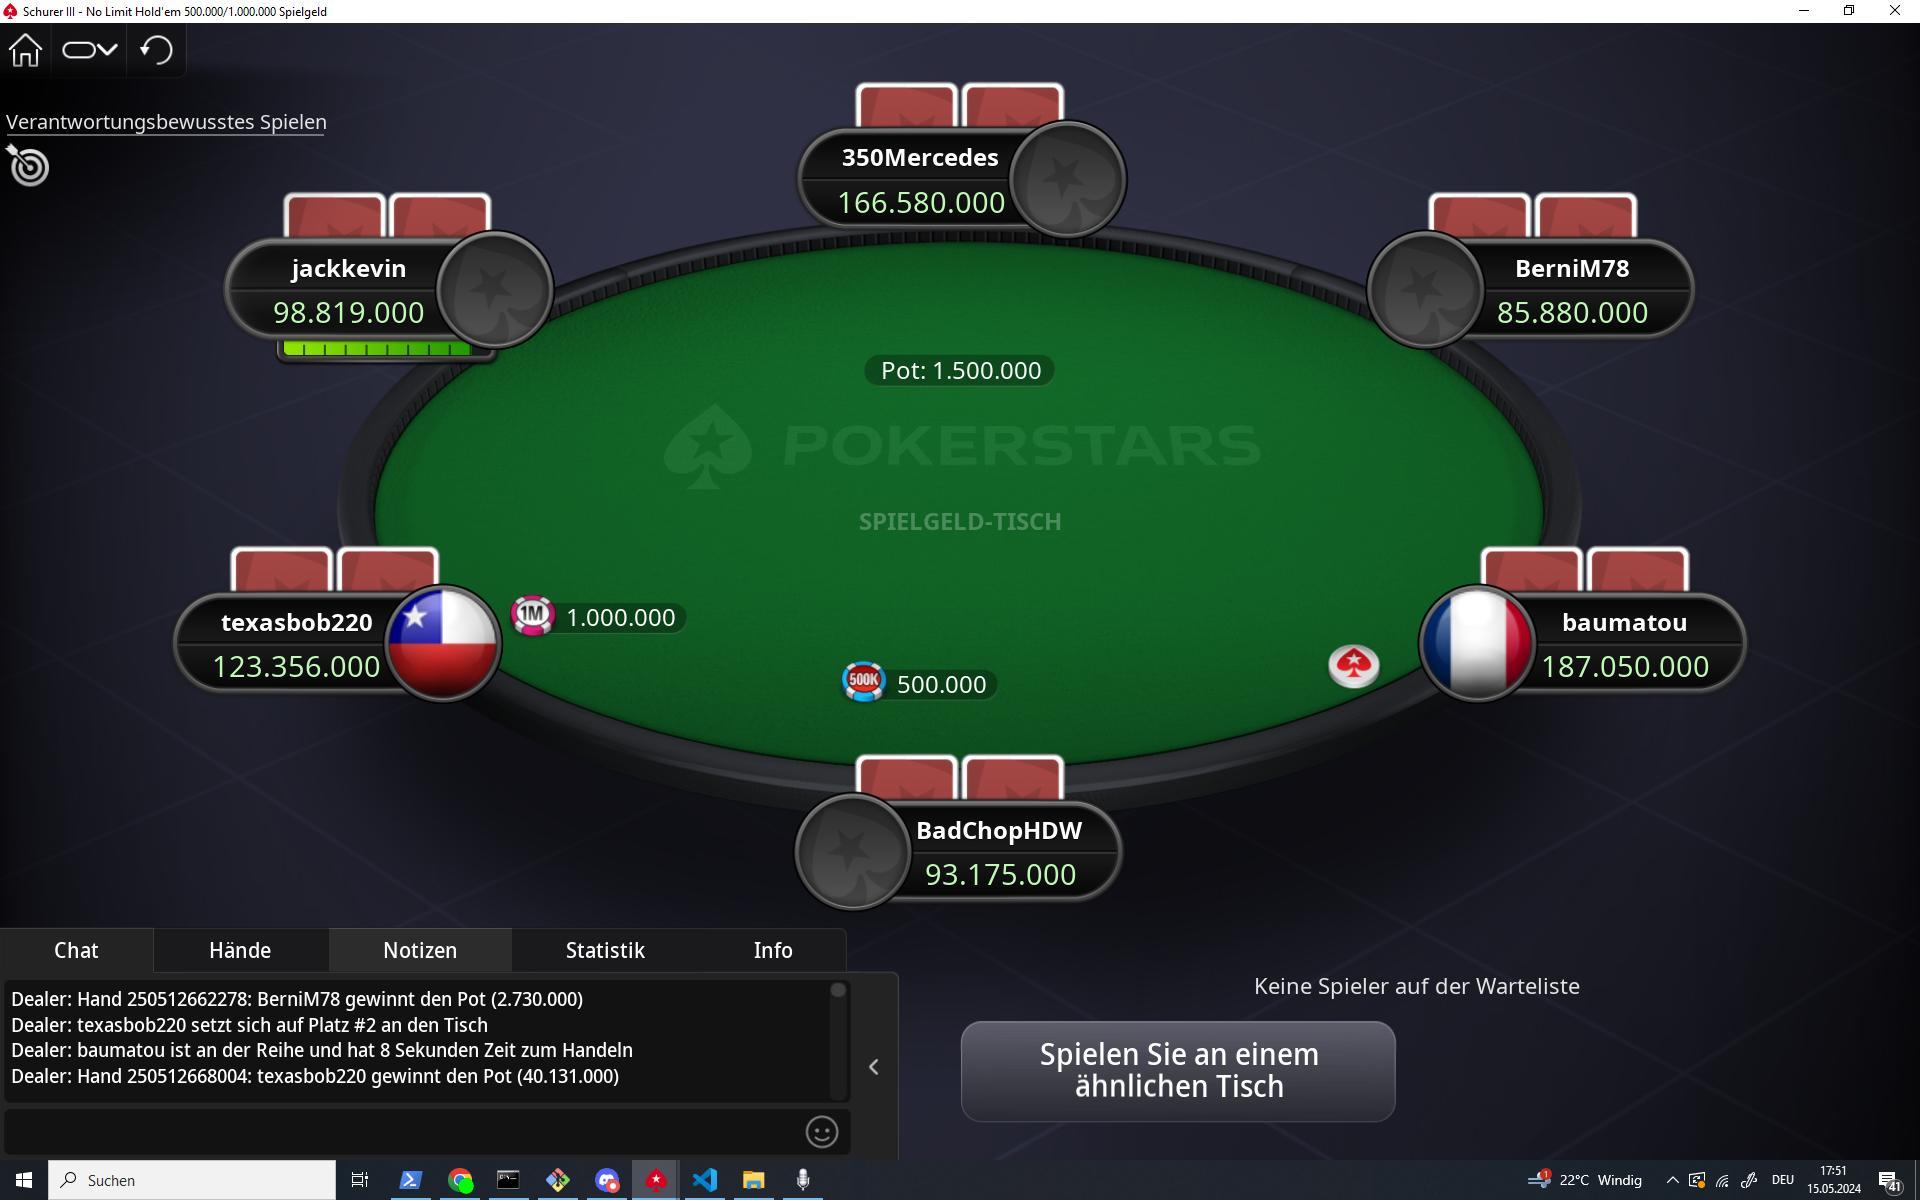 Schurer III - No Limit Hold'em 500.000/1.000.000 Spielgeld
Verantwortungsbewusstes Spielen
350Mercedes
166.580.000
jackkevin
98.819.000
BerniM78
85.880.000
Pot: 1.500.000
POKERSTARS
SPIELGELD-TISCH
texasbob220
123.356.000
1M
1.000.000
500K
500.000
baumatou
187.050.000
BadChopHDW
93.175.000
Chat
Hände
Notizen
Statistik
Info
Dealer: Hand 250512662278: BerniM78 gewinnt den Pot (2.730.000)
Dealer: texasbob220 setzt sich auf Platz #2 an den Tisch
Dealer: baumatou ist an der Reihe und hat 8 Sekunden Zeit zum Handeln
Dealer: Hand 250512668004: texasbob220 gewinnt den Pot (40.131.000)
Keine Spieler auf der Warteliste
Spielen Sie an einem
ähnlichen Tisch
Suchen
1
22°C Windig
DEU
17:51
15.05.2024
41